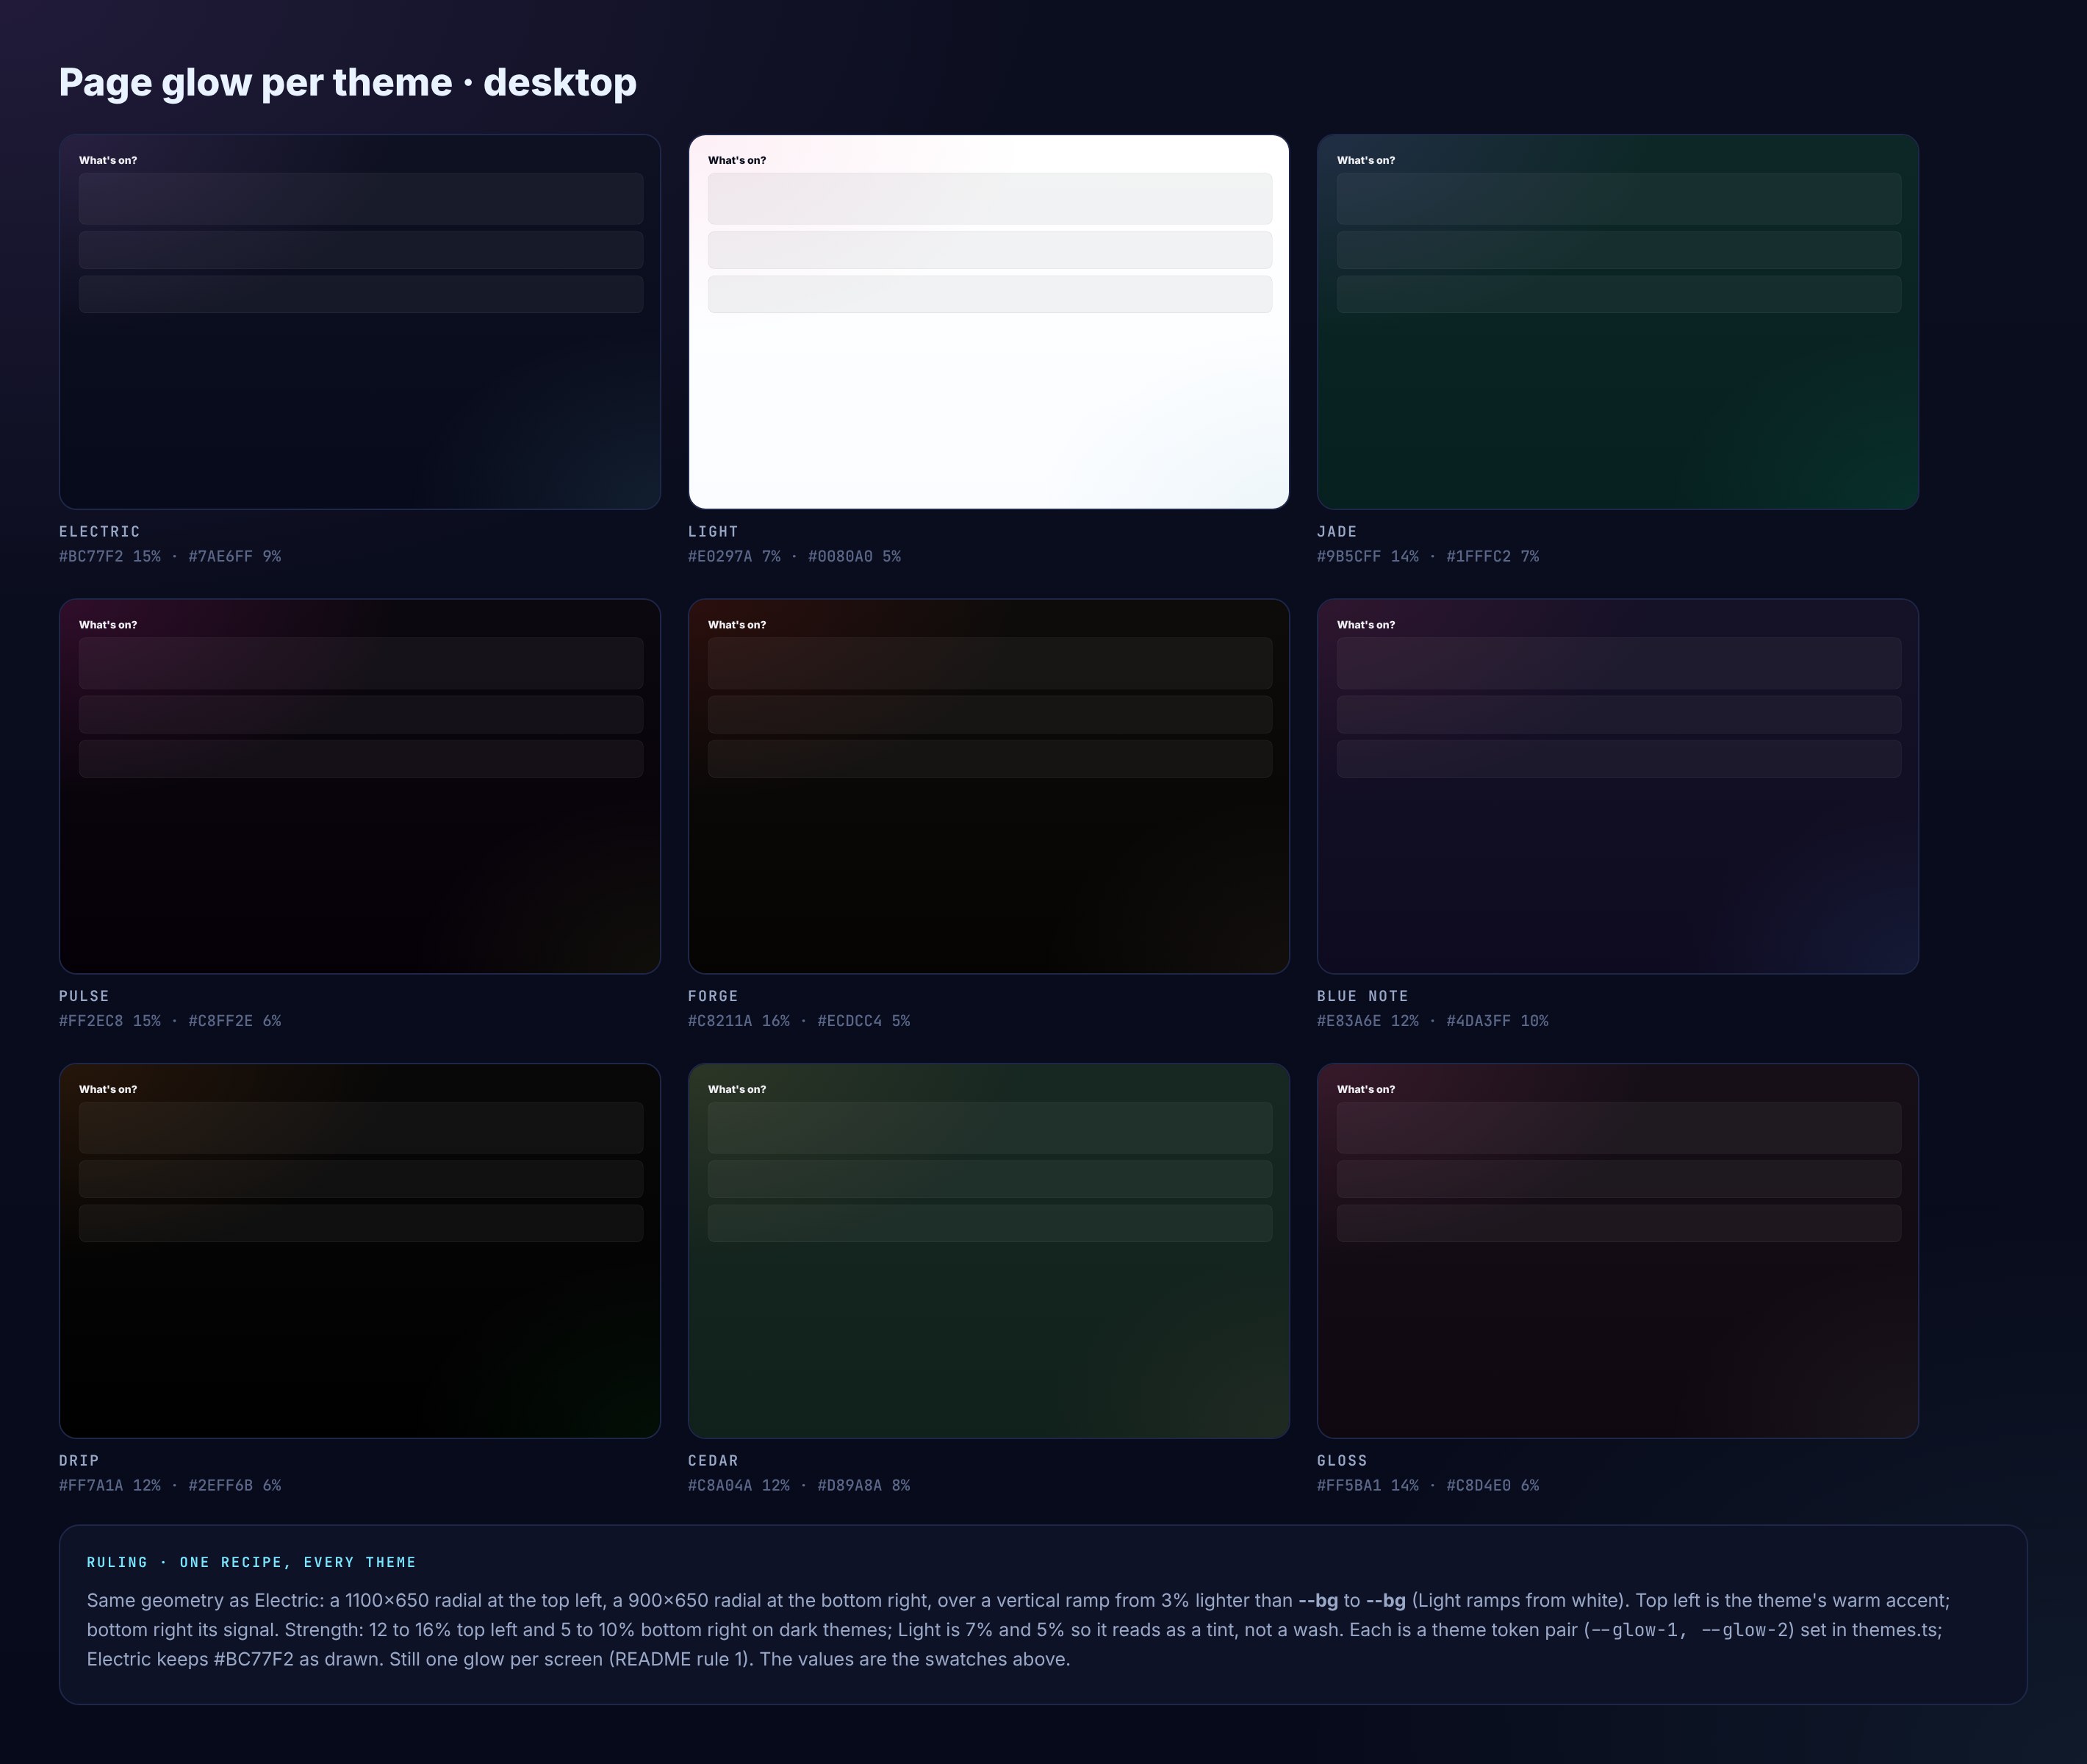 Page glow per theme · desktop
What's on?
What's on?
What's on?
ELECTRIC
#BC77F2 15% · #7AE6FF 9%
LIGHT
#E0297A 7% · #0080A0 5%
JADE
#9B5CFF 14% · #1FFFC2 7%
What's on?
What's on?
What's on?
PULSE
#FF2EC8 15% · #C8FF2E 6%
FORGE
#C8211A 16% · #ECDCC4 5%
BLUE NOTE
#E83A6E 12% · #4DA3FF 10%
What's on?
What's on?
What's on?
DRIP
#FF7A1A 12% · #2EFF6B 6%
CEDAR
#C8A04A 12% · #D89A8A 8%
GLOSS
#FF5BA1 14% · #C8D4E0 6%
RULING · ONE RECIPE, EVERY THEME
Same geometry as Electric: a 1100×650 radial at the top left, a 900×650 radial at the bottom right, over a vertical ramp from 3% lighter than --bg to --bg (Light ramps from white). Top left is the theme's warm accent;
bottom right its signal. Strength: 12 to 16% top left and 5 to 10% bottom right on dark themes; Light is 7% and 5% so it reads as a tint, not a wash. Each is a theme token pair (--glow-1, --glow-2) set in themes.ts;
Electric keeps #BC77F2 as drawn. Still one glow per screen (README rule 1). The values are the swatches above.